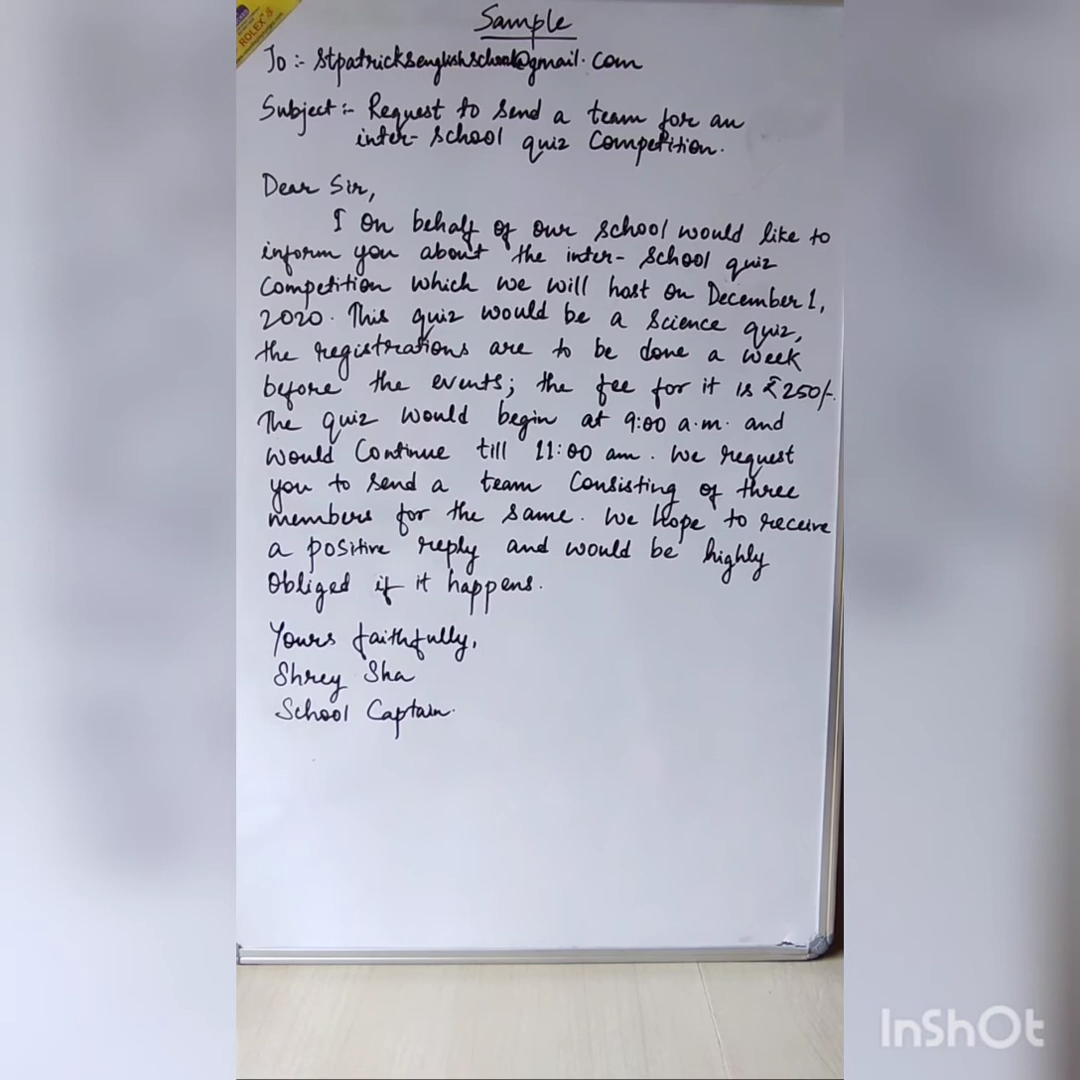 ROLEX
Sample
To :- stpatricksenglishschool@gmail.com
Subject :- Request to send a team for an
inter-school quiz Competition.
Dear Sir,
I on behalf of our school would like to
inform you about the inter-school quiz
Competition which we will host on December 1,
2020. This quiz would be a science quiz,
the registrations are to be done a week
before the events; the fee for it is ₹250/-.
The quiz would begin at 9:00 a.m. and
would Continue till 11:00 am. We request
you to send a team Consisting of three
members for the same. We hope to receive
a positive reply and would be highly
Obliged if it happens.
Yours faithfully,
Shrey Sha
School Captain.
InShOt